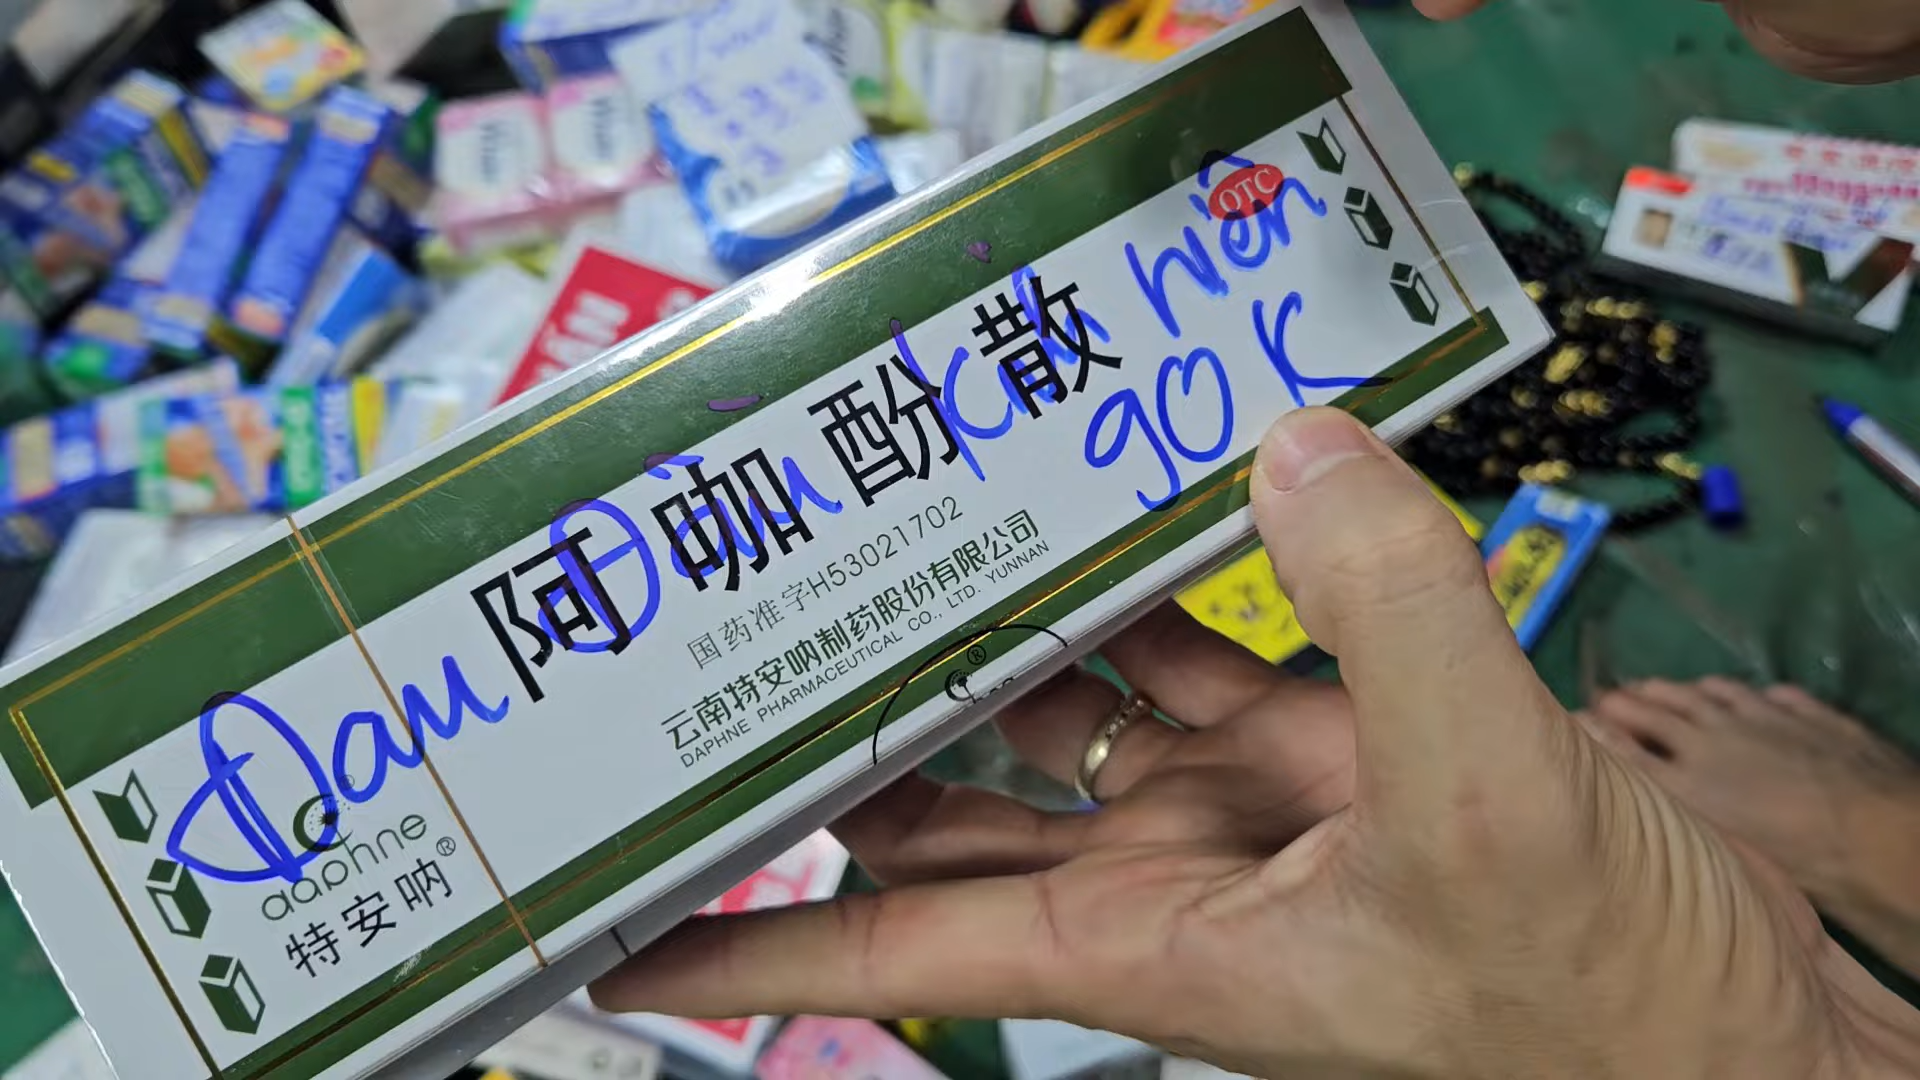 OTC
阿咖酚散
Đau Đầu kinh niên
90K
国药准字H53021702
云南特安呐制药股份有限公司
DAPHNE PHARMACEUTICAL CO., LTD. YUNNAN
daphne
特安呐®